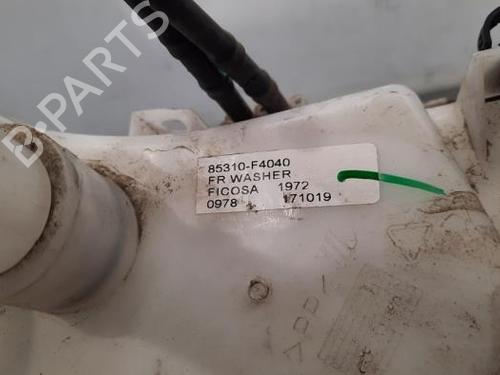 B-PARTS
85310-F4040
FR WASHER
FICOSA 1972
0978 171019